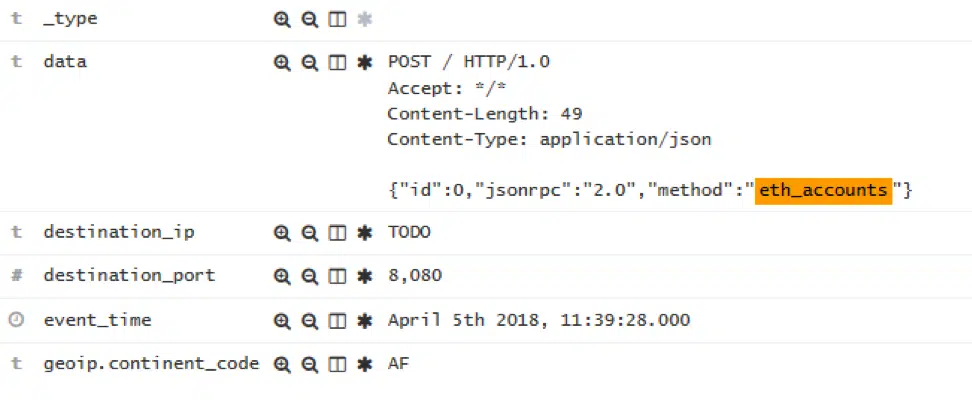 t _type
t data POST / HTTP/1.0
Accept: */*
Content-Length: 49
Content-Type: application/json
{"id":0,"jsonrpc":"2.0","method":"eth_accounts"}
t destination_ip TODO
# destination_port 8,080
event_time April 5th 2018, 11:39:28.000
t geoip.continent_code AF